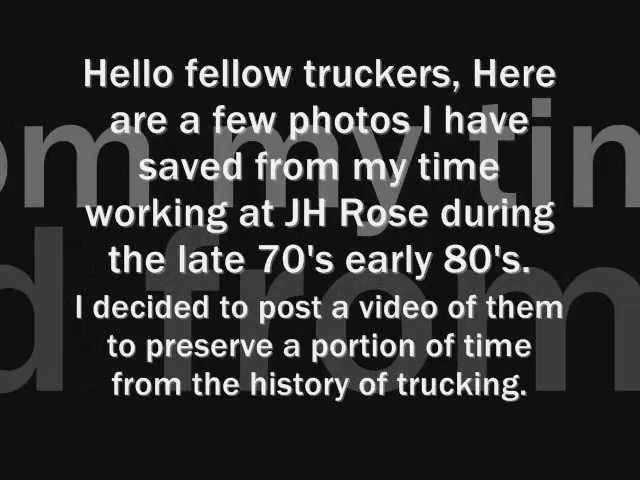 Hello fellow truckers, Here
are a few photos I have
saved from my time
working at JH Rose during
the late 70's early 80's.
I decided to post a video of them
to preserve a portion of time
from the history of trucking.